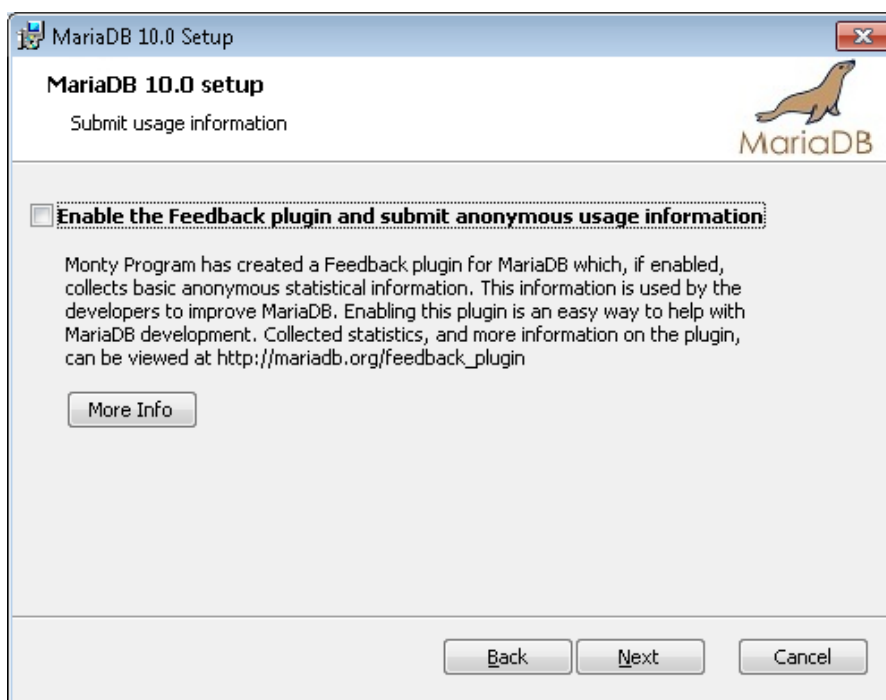 MariaDB 10.0 Setup
MariaDB 10.0 setup
Submit usage information
MariaDB
Enable the Feedback plugin and submit anonymous usage information
Monty Program has created a Feedback plugin for MariaDB which, if enabled,
collects basic anonymous statistical information. This information is used by the
developers to improve MariaDB. Enabling this plugin is an easy way to help with
MariaDB development. Collected statistics, and more information on the plugin,
can be viewed at http://mariadb.org/feedback_plugin
More Info
Back
Next
Cancel